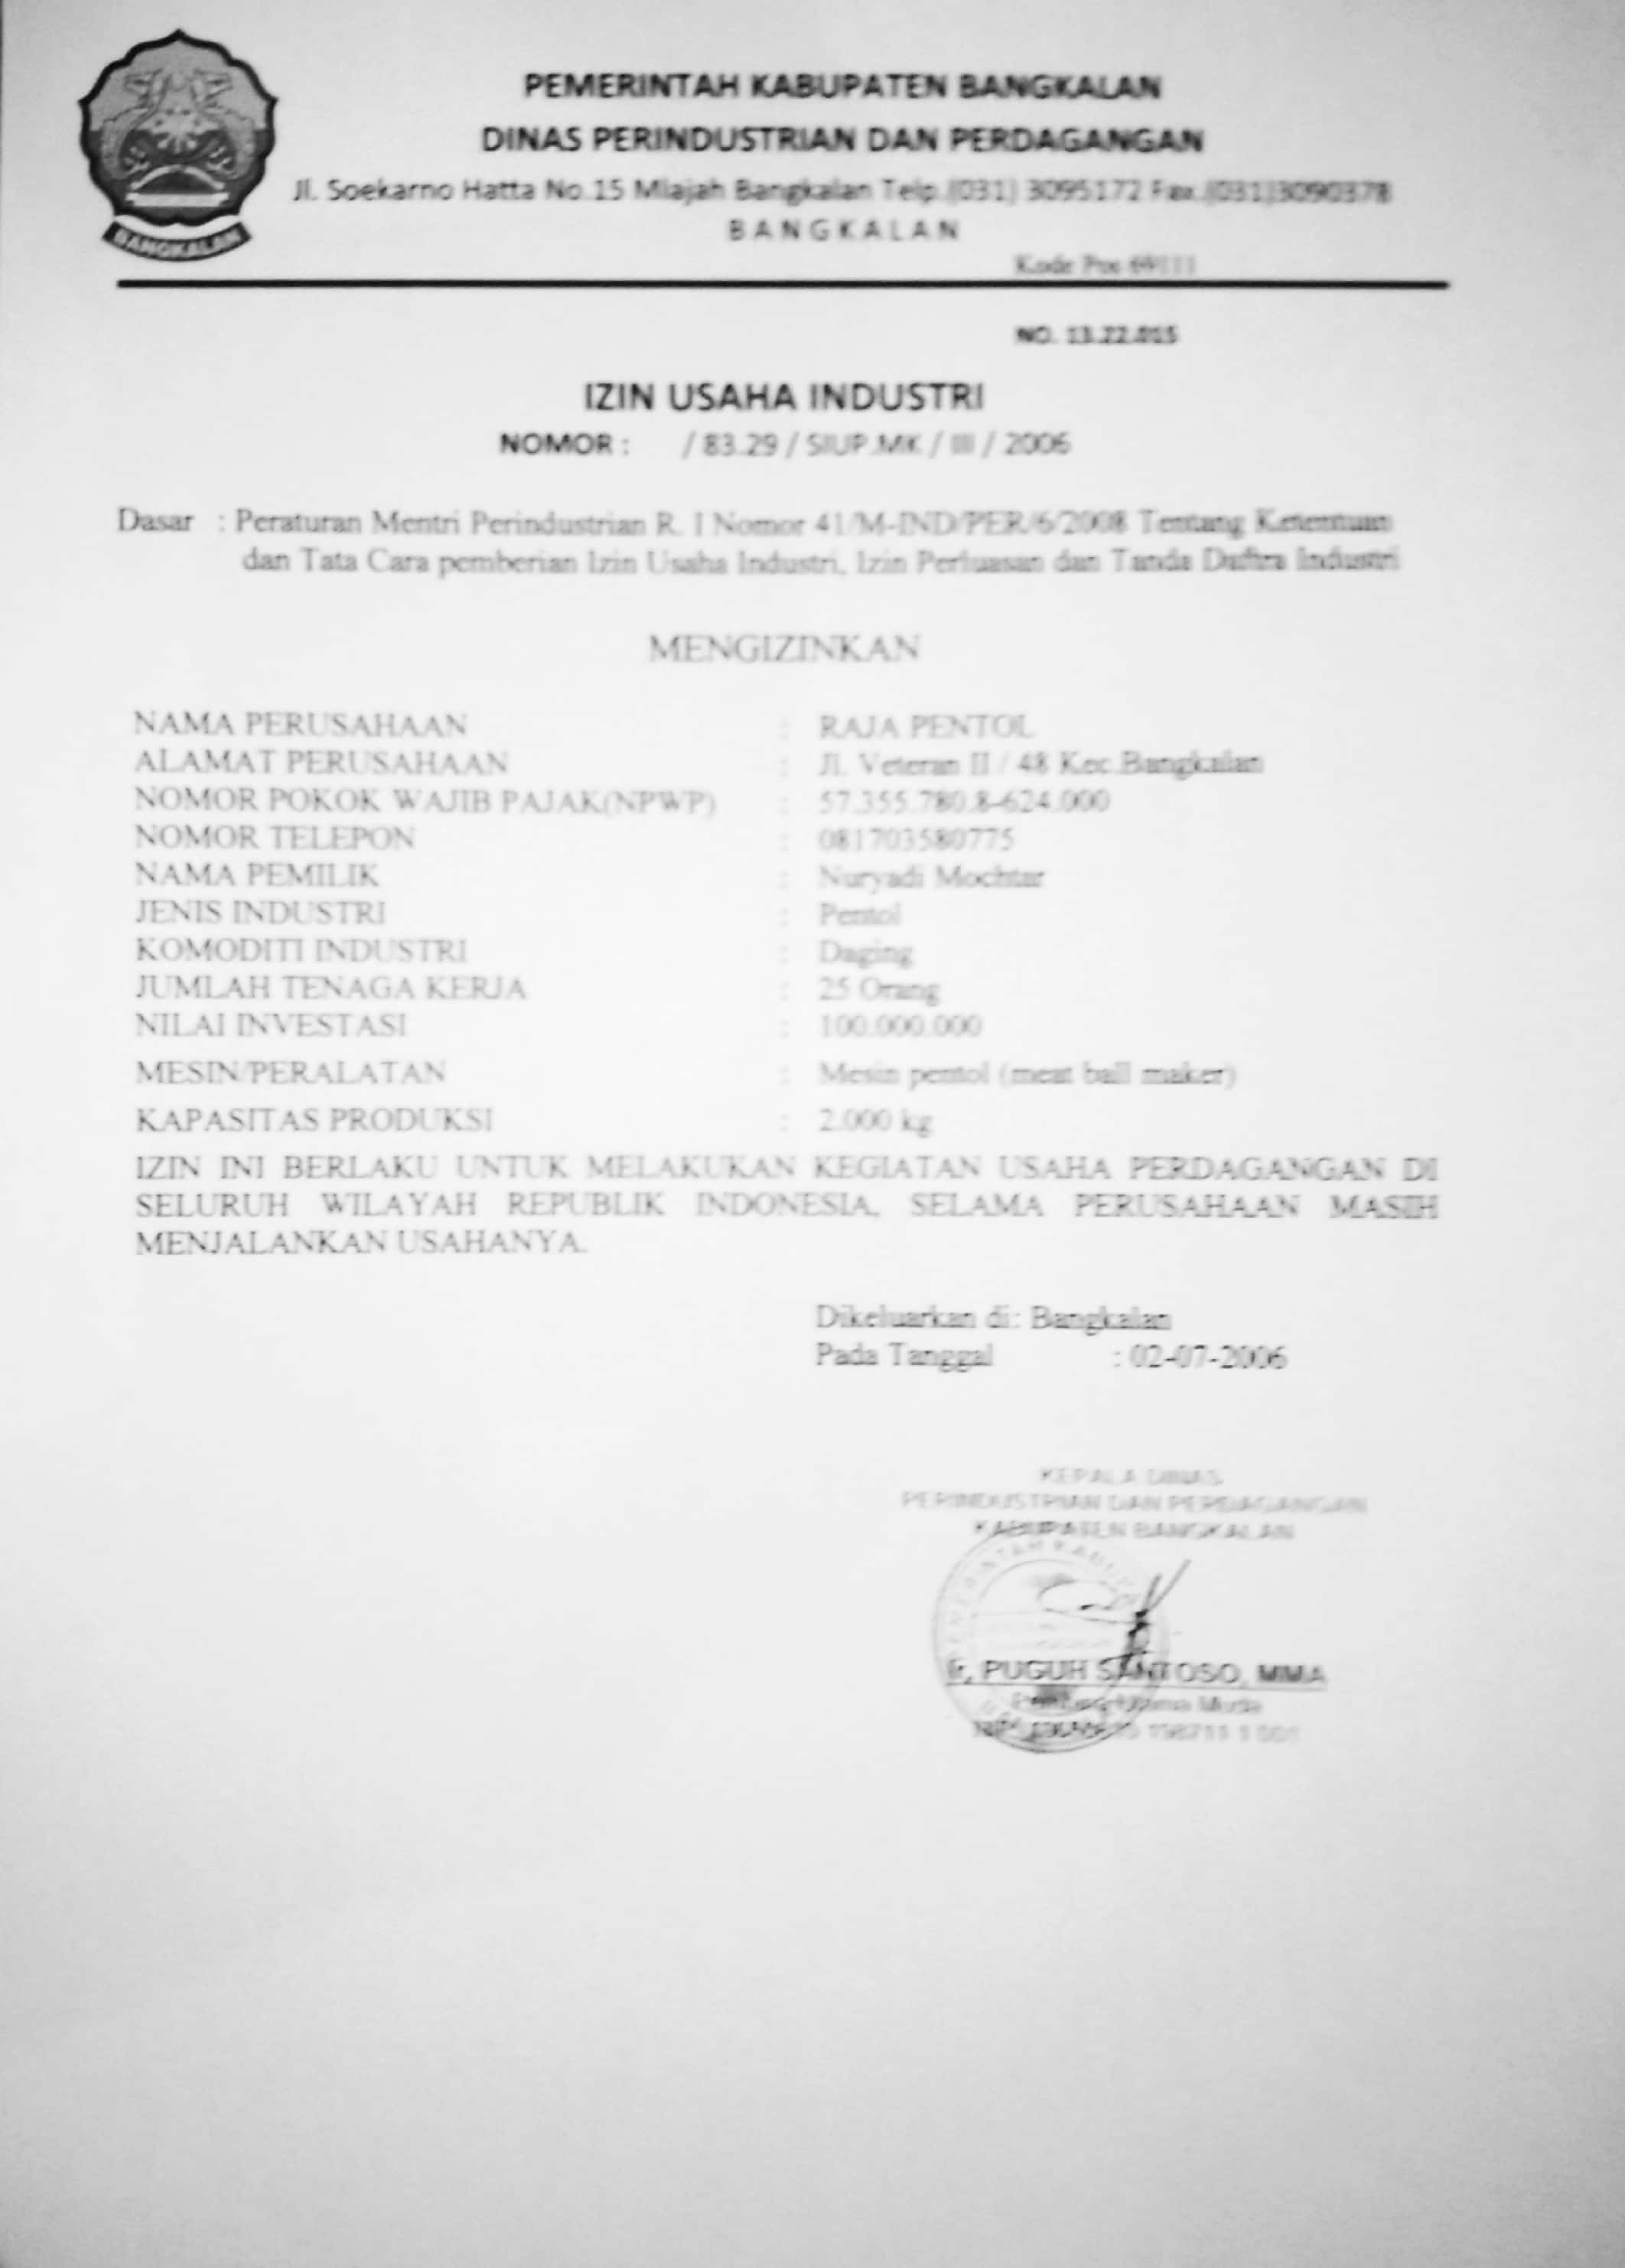 PEMERINTAH KABUPATEN BANGKALAN
DINAS PERINDUSTRIAN DAN PERDAGANGAN
Jl. Soekarno Hatta No.15 Mlajah Bangkalan Telp.(031) 3095172 Fax.(031)3090378
BANGKALAN
BANGKALAN
Kode Pos 69111
NO. 13.22.015
IZIN USAHA INDUSTRI
NOMOR : / 83.29 / SIUP.MK / III / 2006
Dasar : Peraturan Mentri Perindustrian R. I Nomor 41/M-IND/PER/6/2008 Tentang Ketentuan
dan Tata Cara pemberian Izin Usaha Industri, Izin Perluasan dan Tanda Daftra Industri
MENGIZINKAN
NAMA PERUSAHAAN : RAJA PENTOL
ALAMAT PERUSAHAAN : Jl. Veteran II / 48 Kec.Bangkalan
NOMOR POKOK WAJIB PAJAK(NPWP) : 57.355.780.8-624.000
NOMOR TELEPON : 081703580775
NAMA PEMILIK : Nuryadi Mochtar
JENIS INDUSTRI : Pentol
KOMODITI INDUSTRI : Daging
JUMLAH TENAGA KERJA : 25 Orang
NILAI INVESTASI : 100.000.000
MESIN/PERALATAN : Mesin pentol (meat ball maker)
KAPASITAS PRODUKSI : 2.000 kg
IZIN INI BERLAKU UNTUK MELAKUKAN KEGIATAN USAHA PERDAGANGAN DI
SELURUH WILAYAH REPUBLIK INDONESIA, SELAMA PERUSAHAAN MASIH
MENJALANKAN USAHANYA.
Dikeluarkan di: Bangkalan
Pada Tanggal : 02-07-2006
KEPALA DINAS
PERINDUSTRIAN DAN PERDAGANGAN
KABUPATEN BANGKALAN
Ir. PUGUH SANTOSO, MMA
Utama Muda
NIP.